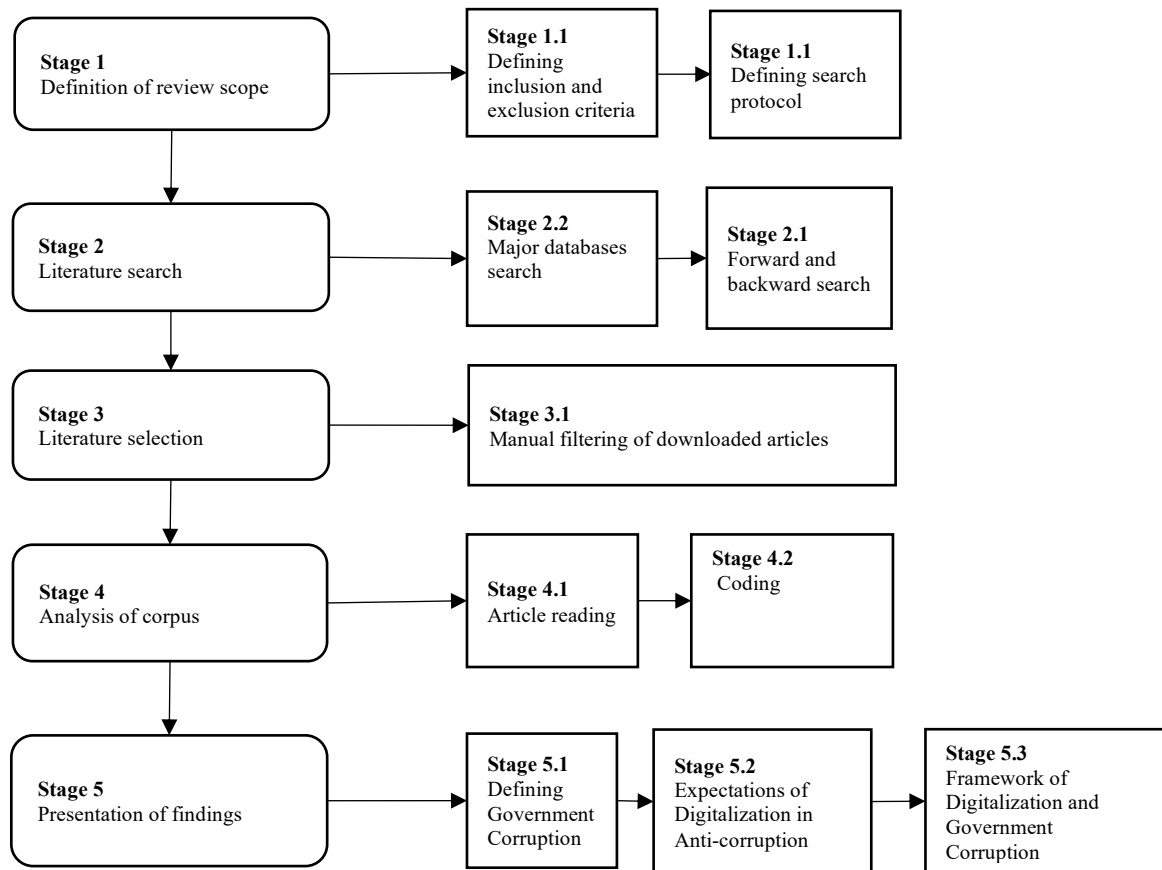 Stage 1
Definition of review scope
Stage 1.1
Defining
inclusion and
exclusion criteria
Stage 1.1
Defining search
protocol
Stage 2
Literature search
Stage 2.2
Major databases
search
Stage 2.1
Forward and
backward search
Stage 3
Literature selection
Stage 3.1
Manual filtering of downloaded articles
Stage 4
Analysis of corpus
Stage 4.1
Article reading
Stage 4.2
Coding
Stage 5
Presentation of findings
Stage 5.1
Defining
Government
Corruption
Stage 5.2
Expectations of
Digitalization in
Anti-corruption
Stage 5.3
Framework of
Digitalization and
Government
Corruption